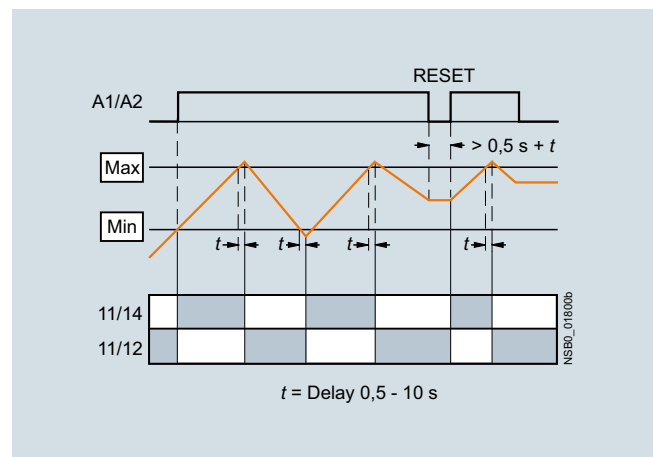 RESET
A1/A2
> 0,5 s + t
Max
Min
t t t t
11/14
11/12
NSB0_01800b
t = Delay 0,5 - 10 s